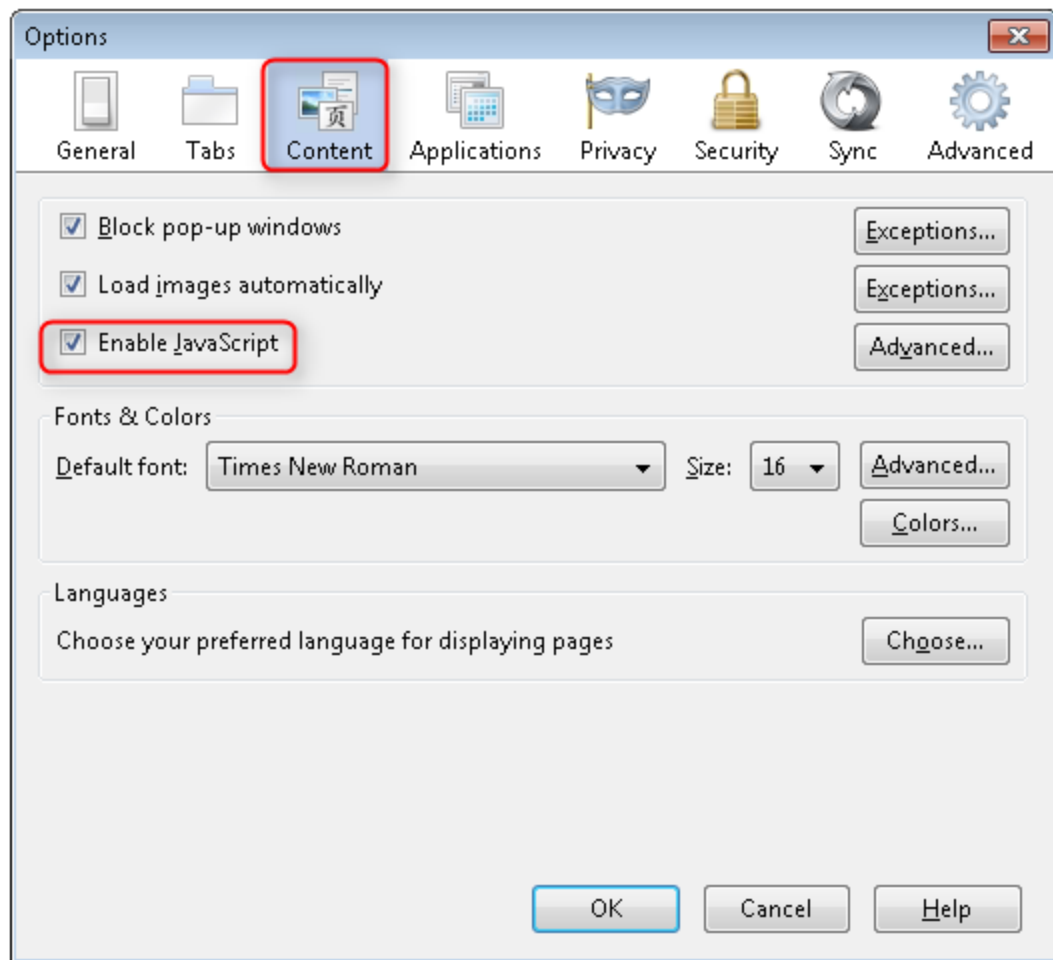 Options
页
General Tabs Content Applications Privacy Security Sync Advanced
Block pop-up windows Exceptions...
Load images automatically Exceptions...
Enable JavaScript Advanced...
Fonts & Colors
Default font: Times New Roman Size: 16 Advanced...
Colors...
Languages
Choose your preferred language for displaying pages Choose...
OK Cancel Help